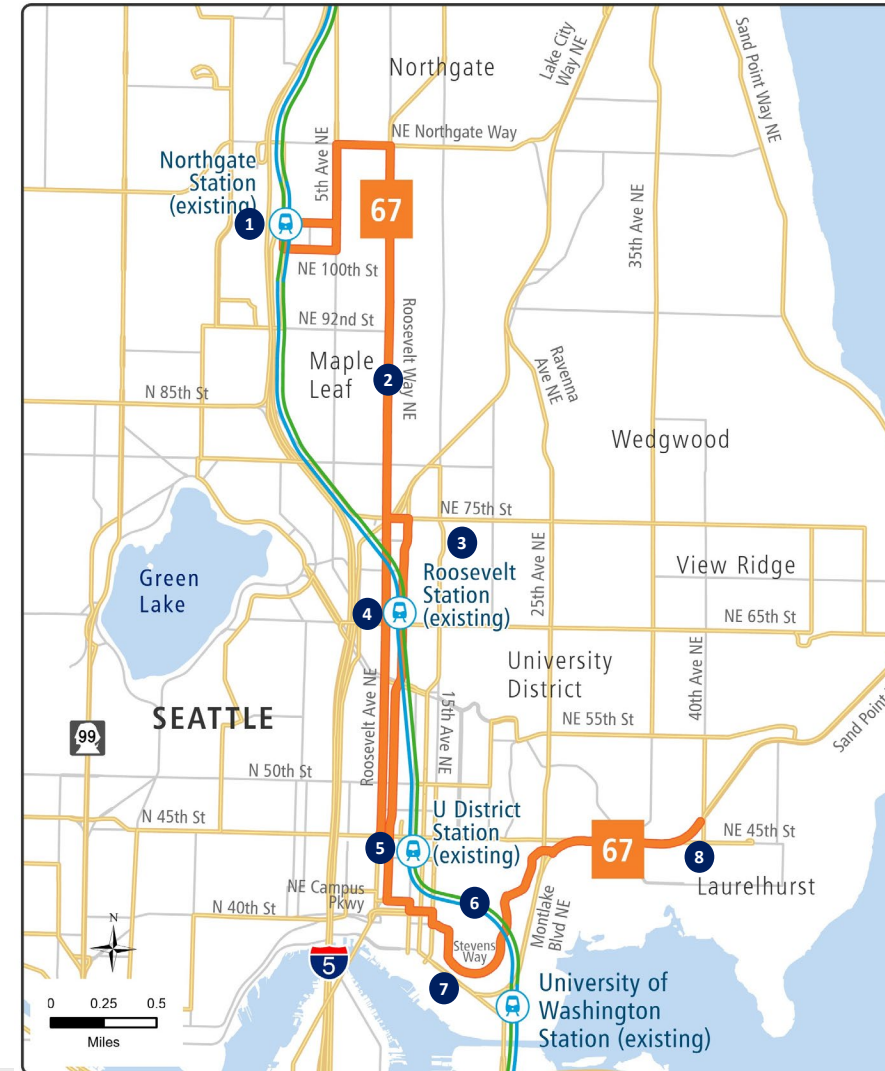 Northgate
Lake City
Way NE
Sand Point Way NE
NE Northgate Way
5th Ave NE
Northgate
Station
(existing)
1
67
35th Ave NE
NE 100th St
NE 92nd St
Roosevelt Way NE
Maple
Leaf
2
Ravenna
Ave NE
N 85th St
Wedgwood
NE 75th St
3
Green
Lake
Roosevelt
Station
(existing)
4
25th Ave NE
View Ridge
NE 65th St
University
District
40th Ave NE
SEATTLE
99
Roosevelt Ave NE
15th Ave NE
NE 55th St
Sand Point
N 50th St
N 45th St
U District
Station
(existing)
5
67
NE 45th St
8
Laurelhurst
NE Campus
Pkwy
6
N 40th St
Montlake
Blvd NE
Stevens
Way
N
5
7
0 0.25 0.5
Miles
University of
Washington
Station (existing)